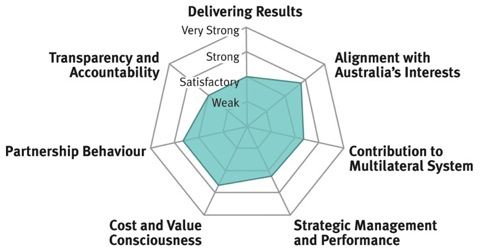 Delivering Results
Very Strong
Strong
Satisfactory
Weak
Alignment with
Australia's Interests
Contribution to
Multilateral System
Strategic Management
and Performance
Cost and Value
Consciousness
Partnership Behaviour
Transparency and
Accountability